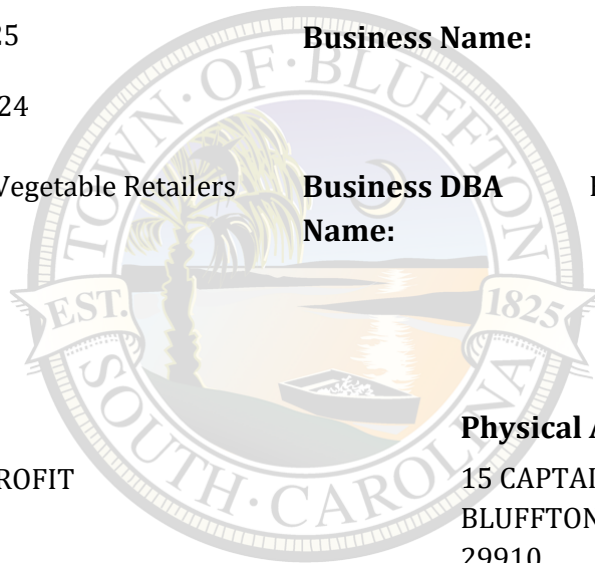 25
Business Name:
24
Vegetable Retailers
Business DBA
Name:
TOWN · OF · BLUFFTON
EST.
1825
SOUTH · CAROLINA
Physical
ROFIT
15 CAPTAI
BLUFFTON
29910